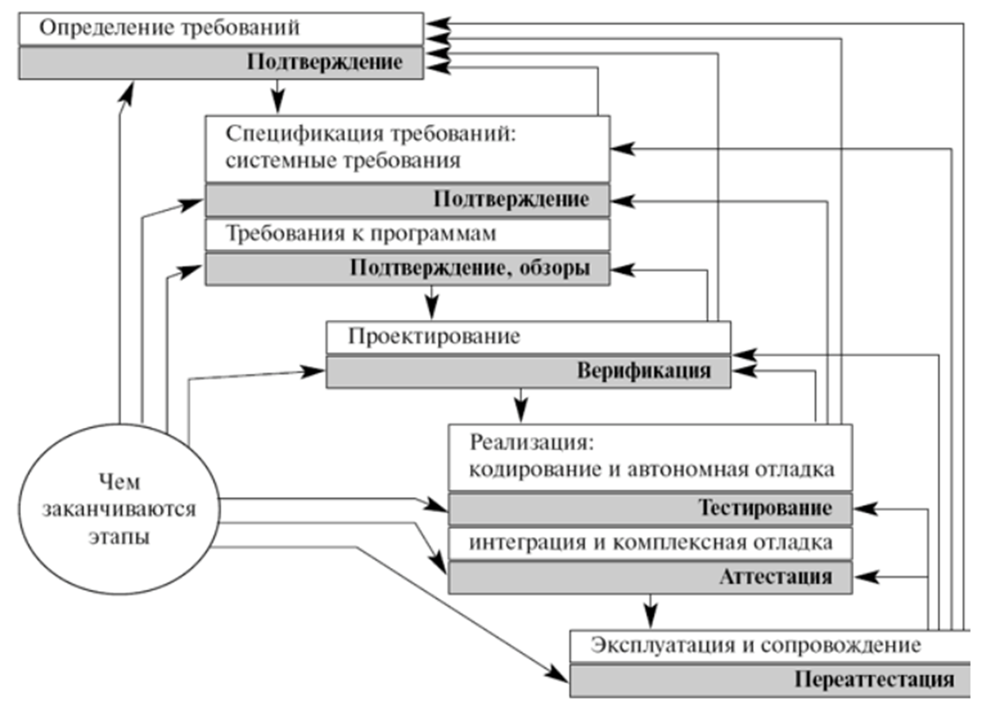 Определение требований
Подтверждение
Спецификация требований:
системные требования
Подтверждение
Требования к программам
Подтверждение, обзоры
Проектирование
Верификация
Реализация:
кодирование и автономная отладка
Чем
заканчиваются
этапы
Тестирование
интеграция и комплексная отладка
Аттестация
Эксплуатация и сопровождение
Переаттестация